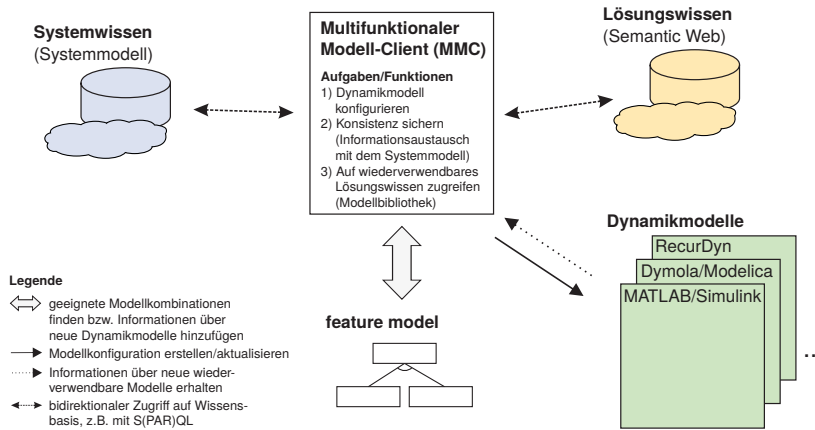 Systemwissen
(Systemmodell)
Multifunktionaler
Modell-Client (MMC)
Aufgaben/Funktionen
1) Dynamikmodell
konfigurieren
2) Konsistenz sichern
(Informationsaustausch
mit dem Systemmodell)
3) Auf wiederverwendbares
Lösungswissen zugreifen
(Modellbibliothek)
Lösungswissen
(Semantic Web)
Dynamikmodelle
RecurDyn
Dymola/Modelica
MATLAB/Simulink
...
feature model
Legende
geeignete Modellkombinationen
finden bzw. Informationen über
neue Dynamikmodelle hinzufügen
Modellkonfiguration erstellen/aktualisieren
Informationen über neue wieder-
verwendbare Modelle erhalten
bidirektionaler Zugriff auf Wissens-
basis, z.B. mit S(PAR)QL